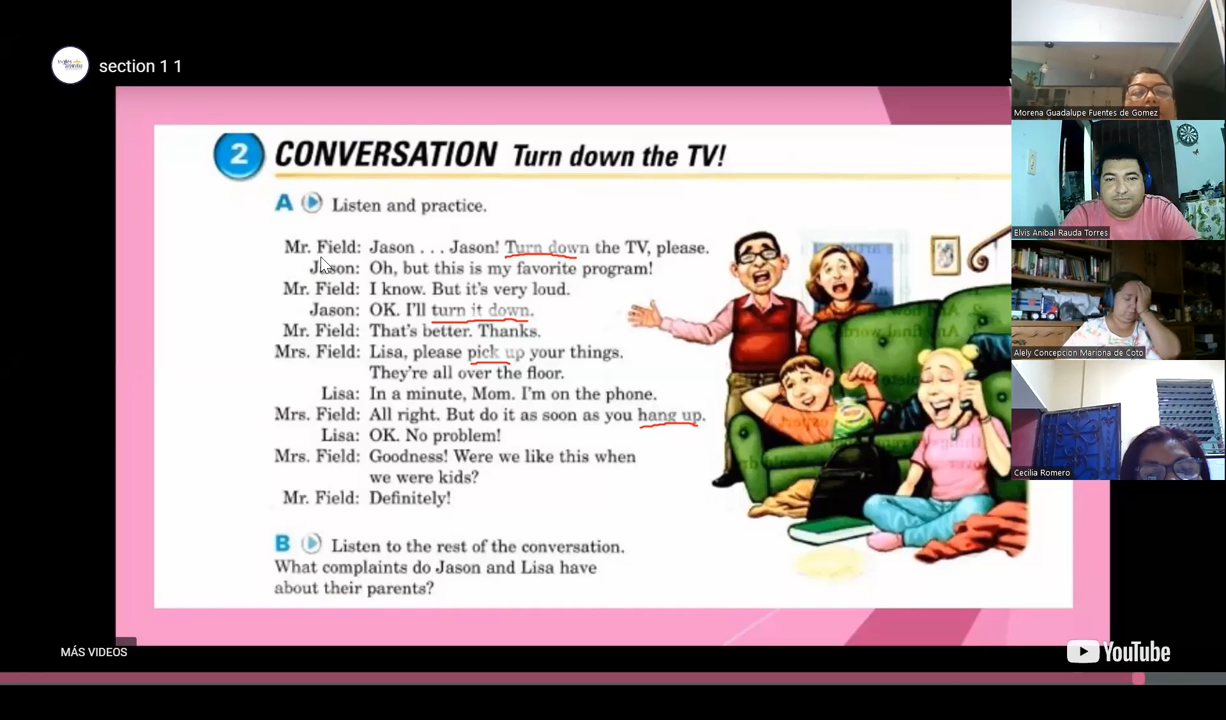 section 1 1
2 CONVERSATION Turn down the TV!
A Listen and practice.
Mr. Field: Jason . . . Jason! Turn down the TV, please.
Jason: Oh, but this is my favorite program!
Mr. Field: I know. But it's very loud.
Jason: OK. I'll turn it down.
Mr. Field: That's better. Thanks.
Mrs. Field: Lisa, please pick up your things.
They're all over the floor.
Lisa: In a minute, Mom. I'm on the phone.
Mrs. Field: All right. But do it as soon as you hang up.
Lisa: OK. No problem!
Mrs. Field: Goodness! Were we like this when
we were kids?
Mr. Field: Definitely!
B Listen to the rest of the conversation.
What complaints do Jason and Lisa have
about their parents?
MÁS VIDEOS
YouTube
Morena Guadalupe Fuentes de Gomez
Elvis Anibal Rauda Torres
Alely Concepcion Mariona de Coto
Cecilia Romero